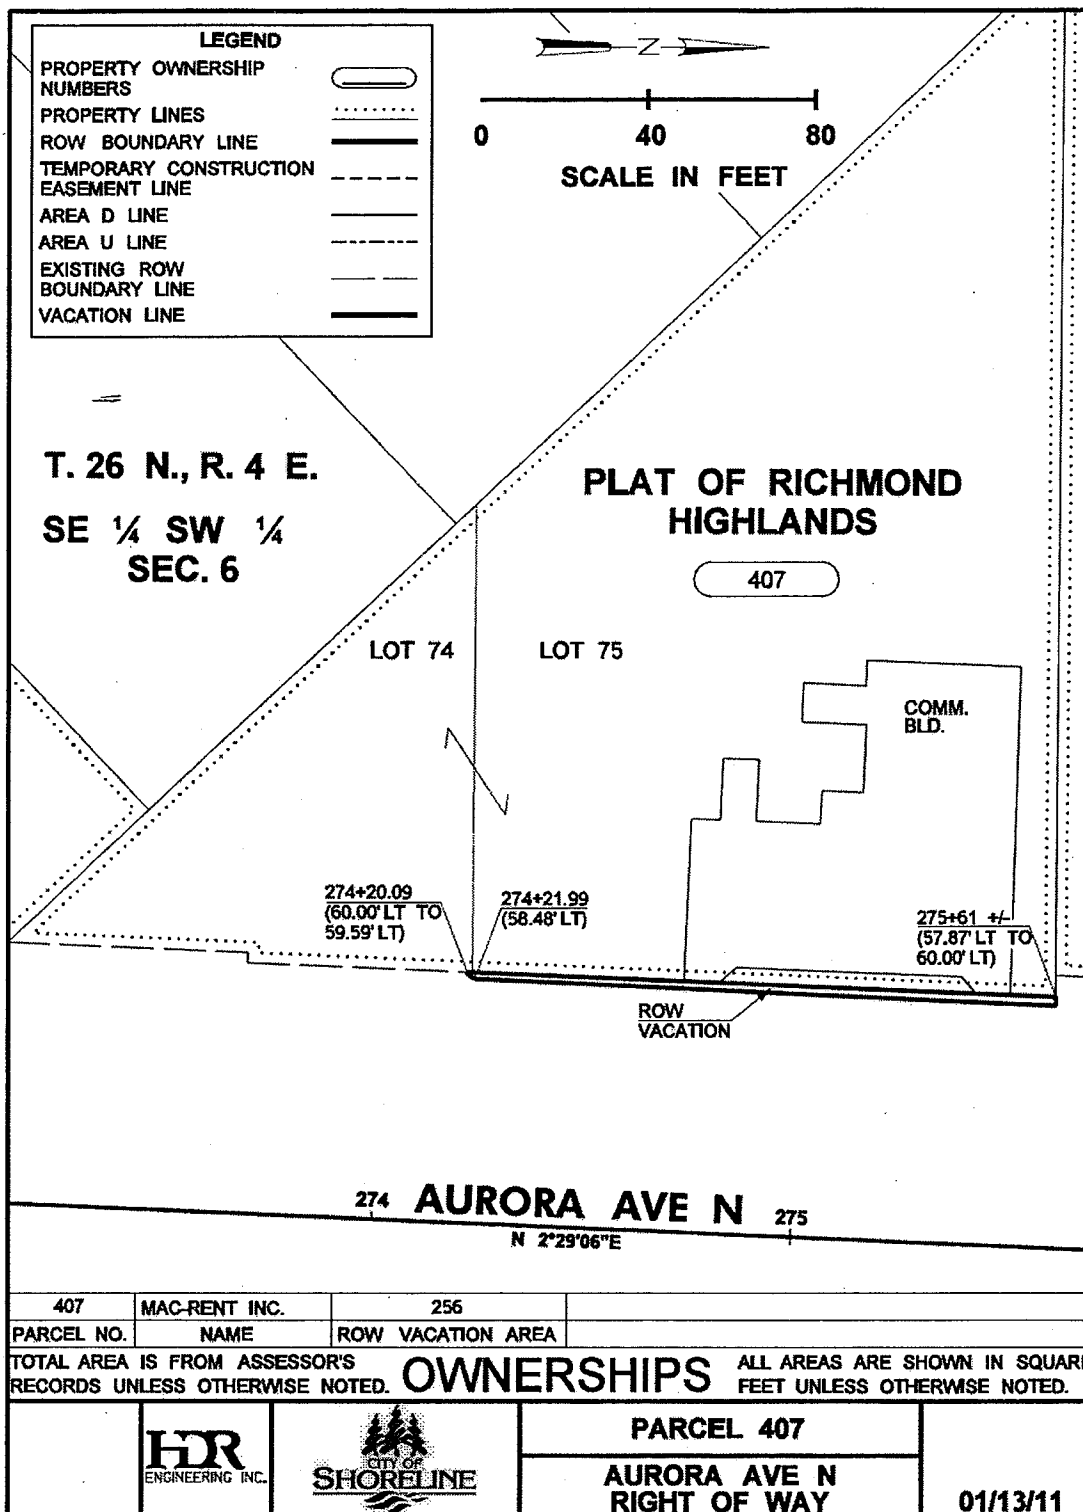 LEGEND
PROPERTY OWNERSHIP
NUMBERS
PROPERTY LINES
ROW BOUNDARY LINE
TEMPORARY CONSTRUCTION
EASEMENT LINE
AREA D LINE
AREA U LINE
EXISTING ROW
BOUNDARY LINE
VACATION LINE
N
0 40 80
SCALE IN FEET
T. 26 N., R. 4 E.
SE ¼ SW ¼
SEC. 6
PLAT OF RICHMOND
HIGHLANDS
407
LOT 74
LOT 75
COMM.
BLD.
274+20.09
(60.00' LT TO
59.59' LT)
274+21.99
(58.48' LT)
275+61 +/-
(57.87' LT TO
60.00' LT)
ROW
VACATION
274 AURORA AVE N 275
N 2°29'06"E
407 MAC-RENT INC. 256
PARCEL NO. NAME ROW VACATION AREA
TOTAL AREA IS FROM ASSESSOR'S
RECORDS UNLESS OTHERWISE NOTED.
OWNERSHIPS
ALL AREAS ARE SHOWN IN SQUARE
FEET UNLESS OTHERWISE NOTED.
HDR
ENGINEERING INC.
CITY OF
SHORELINE
PARCEL 407
AURORA AVE N
RIGHT OF WAY
01/13/11